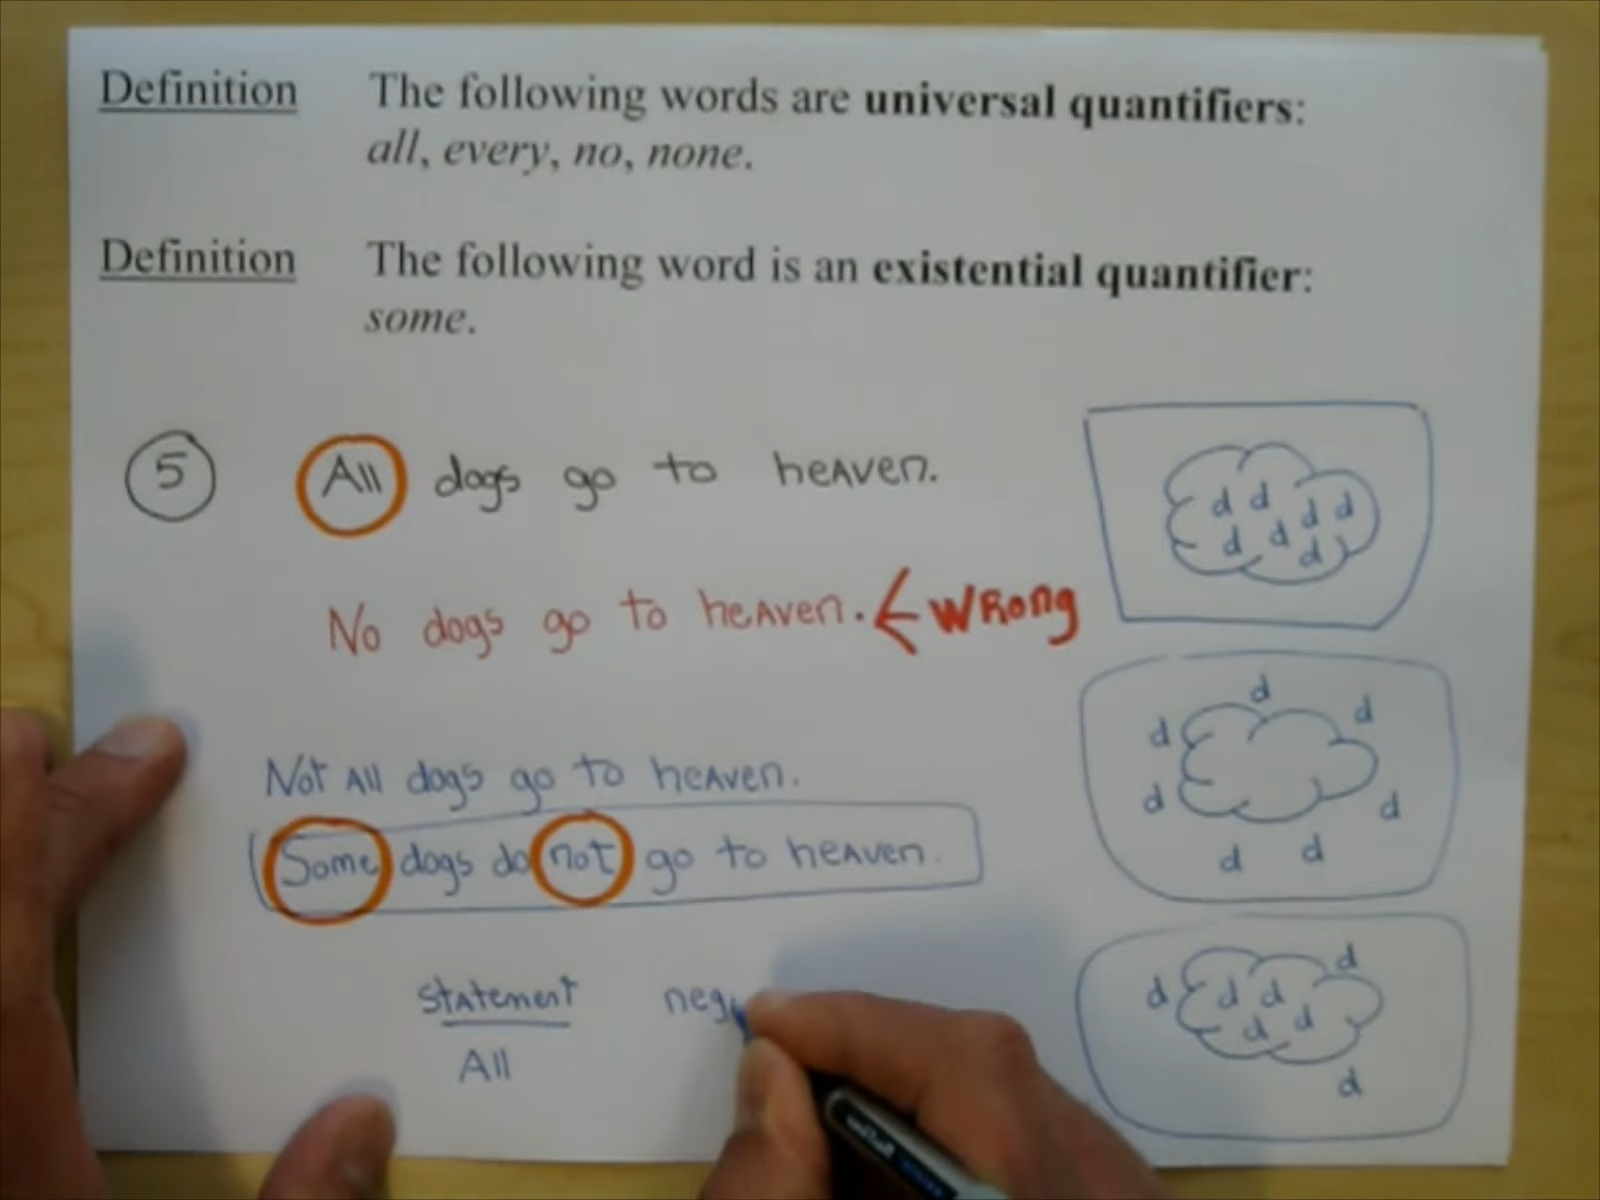 Definition The following words are universal quantifiers:
all, every, no, none.
Definition The following word is an existential quantifier:
some.
5 All dogs go to heaven.
No dogs go to heaven. ← Wrong
Not All dogs go to heaven.
Some dogs do not go to heaven.
Statement neg
All
d d d d
d d d
d
d d
d d
d d
d
d d d
d d
d